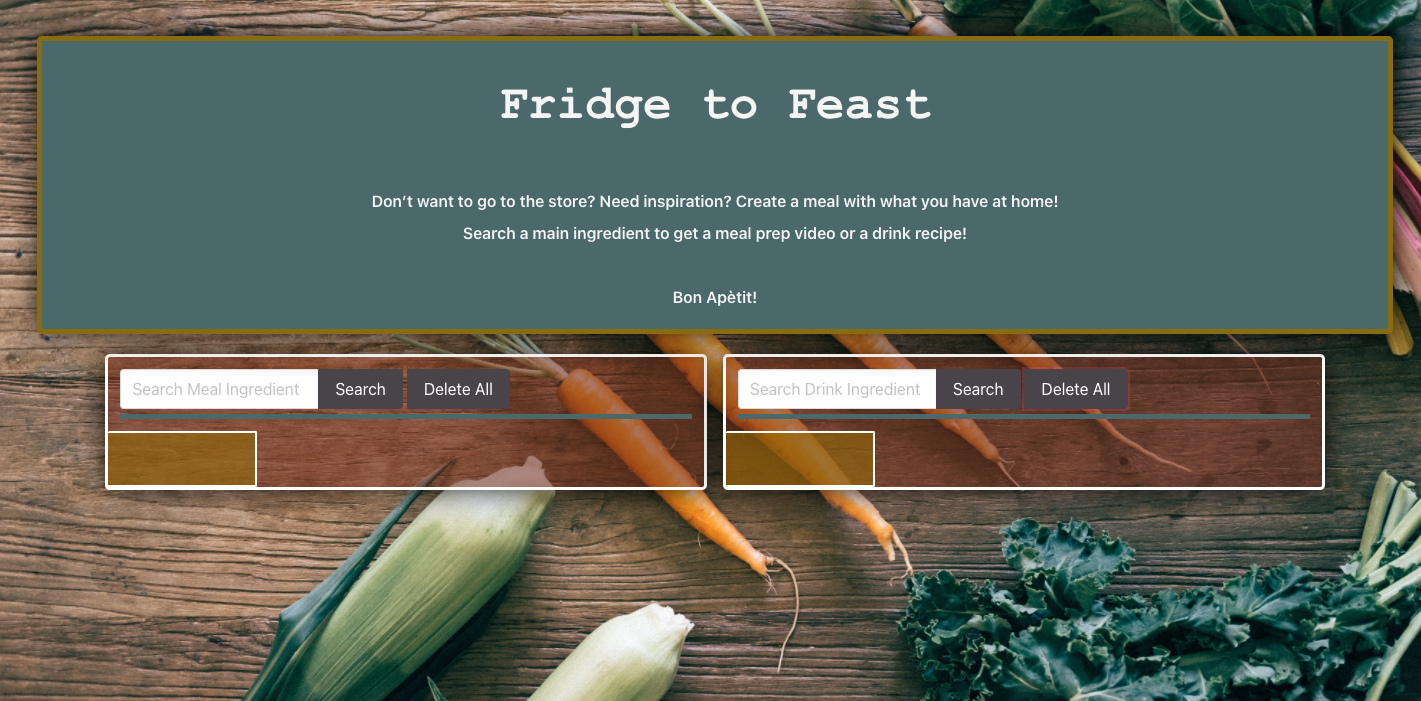 Fridge to Feast
Don’t want to go to the store? Need inspiration? Create a meal with what you have at home!
Search a main ingredient to get a meal prep video or a drink recipe!
Bon Apètit!
Search Meal Ingredient Search Delete All
Search Drink Ingredient Search Delete All